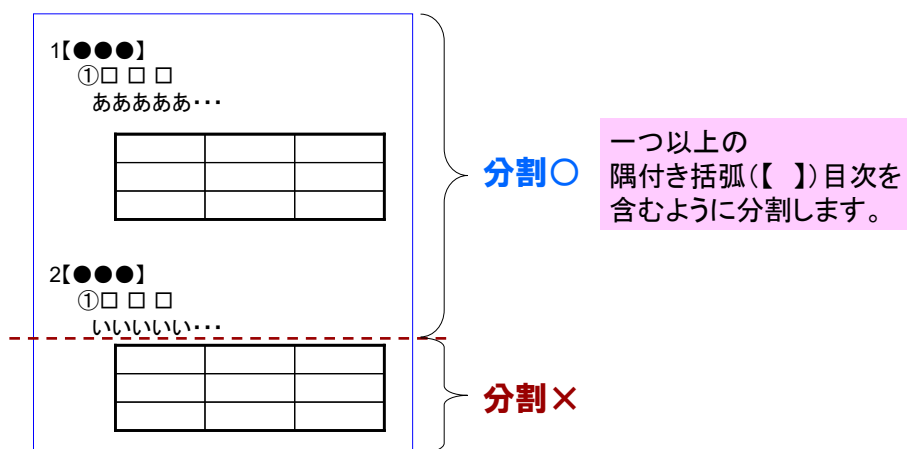 1【●●●】
①□ □ □
あああああ・・・
分割○
一つ以上の
隅付き括弧(【 】)目次を
含むように分割します。
2【●●●】
①□ □ □
いいいいい・・・
分割×